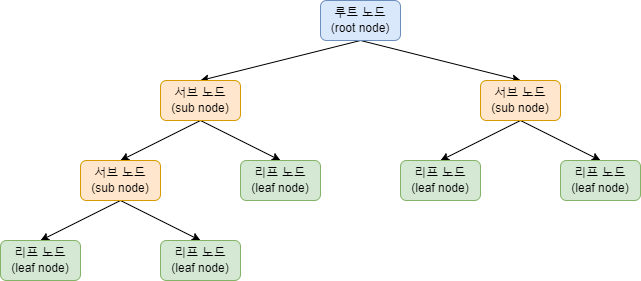 루트 노드
(root node)
서브 노드
(sub node)
서브 노드
(sub node)
서브 노드
(sub node)
리프 노드
(leaf node)
리프 노드
(leaf node)
리프 노드
(leaf node)
리프 노드
(leaf node)
리프 노드
(leaf node)